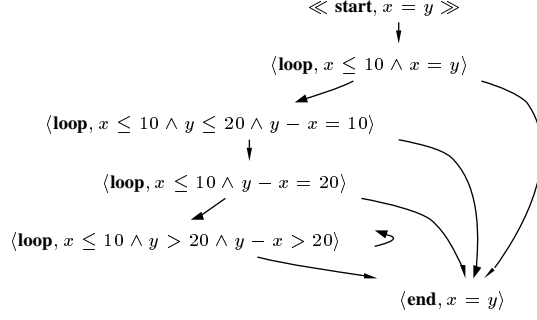 ≪ start, x = y ≫
⟨loop, x ≤ 10 ∧ x = y⟩
⟨loop, x ≤ 10 ∧ y ≤ 20 ∧ y − x = 10⟩
⟨loop, x ≤ 10 ∧ y − x = 20⟩
⟨loop, x ≤ 10 ∧ y > 20 ∧ y − x > 20⟩
⟨end, x = y⟩